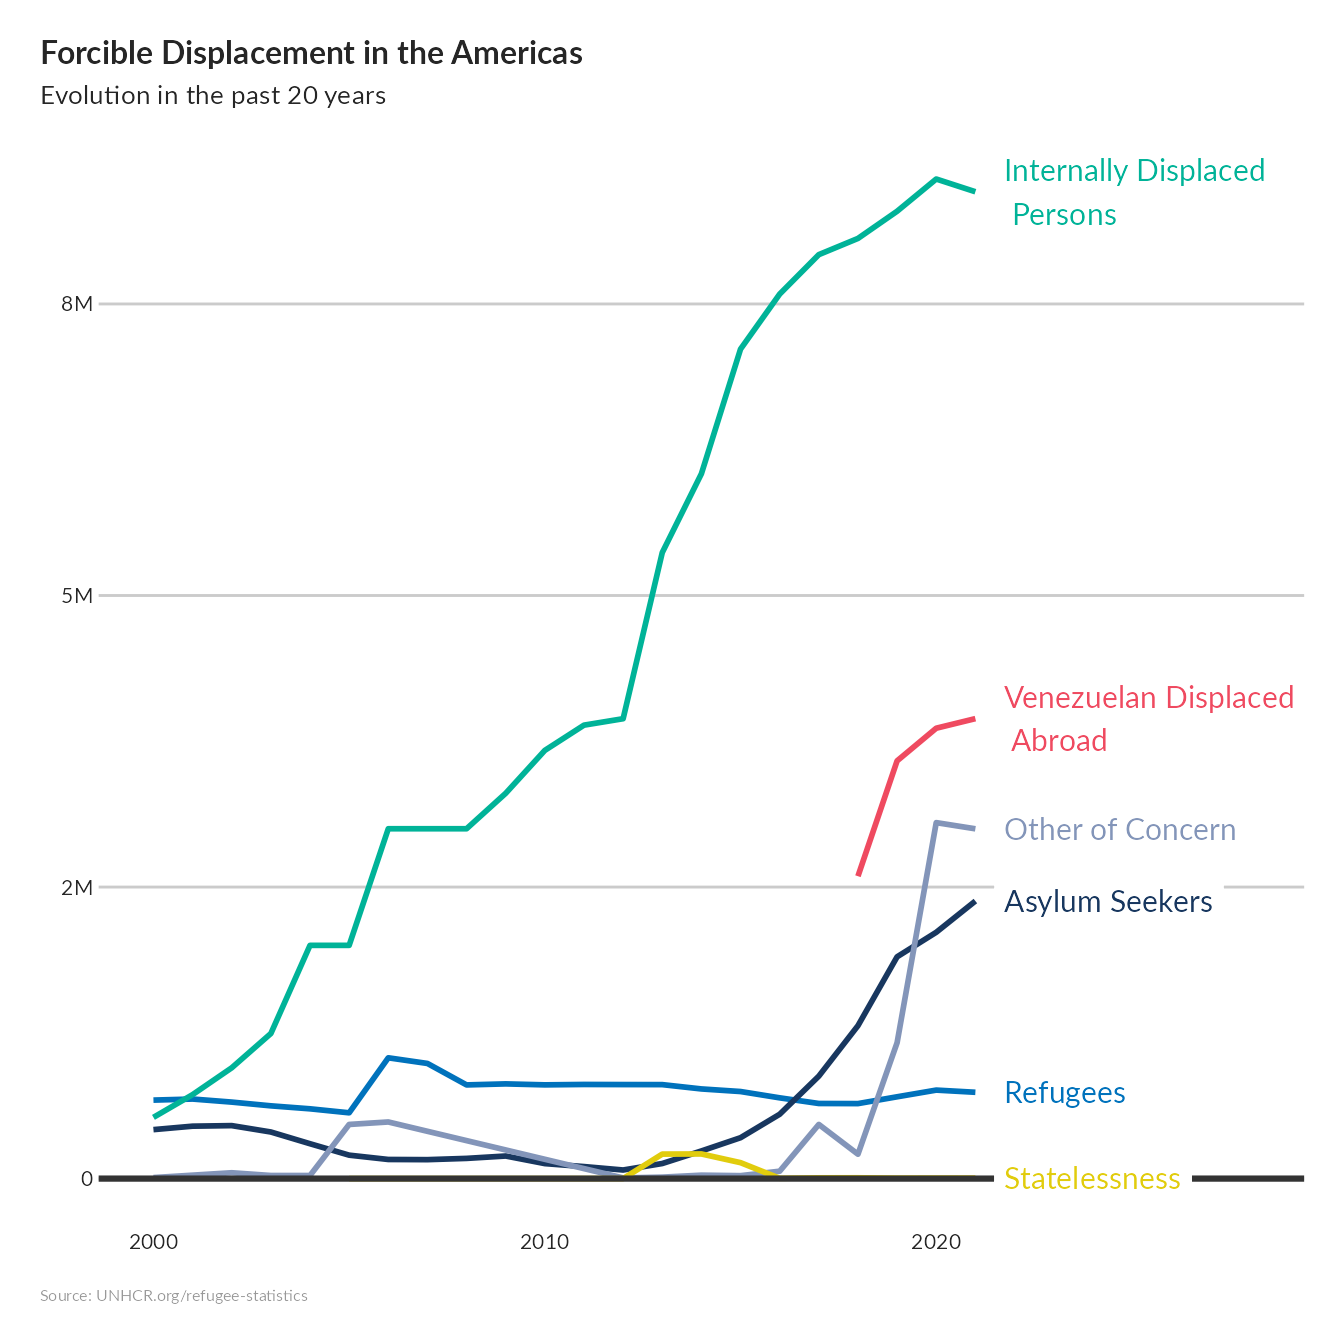 Forcible Displacement in the Americas
Evolution in the past 20 years
Internally Displaced
Persons
8M
5M
Venezuelan Displaced
Abroad
Other of Concern
2M
Asylum Seekers
Refugees
0
Statelessness
2000
2010
2020
Source: UNHCR.org/refugee-statistics